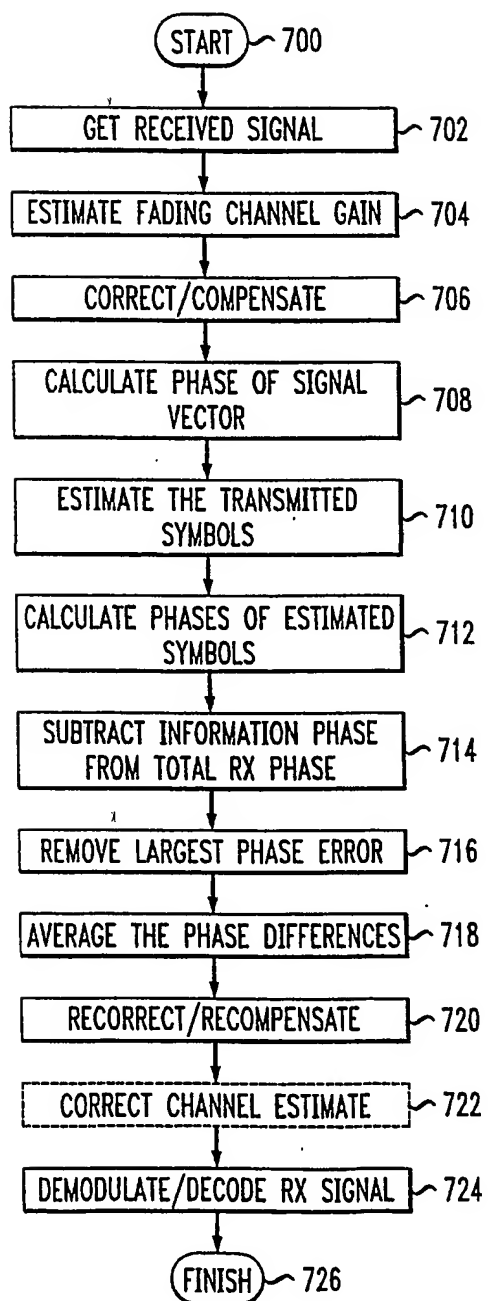 START 700
GET RECEIVED SIGNAL 702
ESTIMATE FADING CHANNEL GAIN 704
CORRECT/COMPENSATE 706
CALCULATE PHASE OF SIGNAL
VECTOR 708
ESTIMATE THE TRANSMITTED
SYMBOLS 710
CALCULATE PHASES OF ESTIMATED
SYMBOLS 712
SUBTRACT INFORMATION PHASE
FROM TOTAL RX PHASE 714
REMOVE LARGEST PHASE ERROR 716
AVERAGE THE PHASE DIFFERENCES 718
RECORRECT/RECOMPENSATE 720
CORRECT CHANNEL ESTIMATE 722
DEMODULATE/DECODE RX SIGNAL 724
FINISH 726